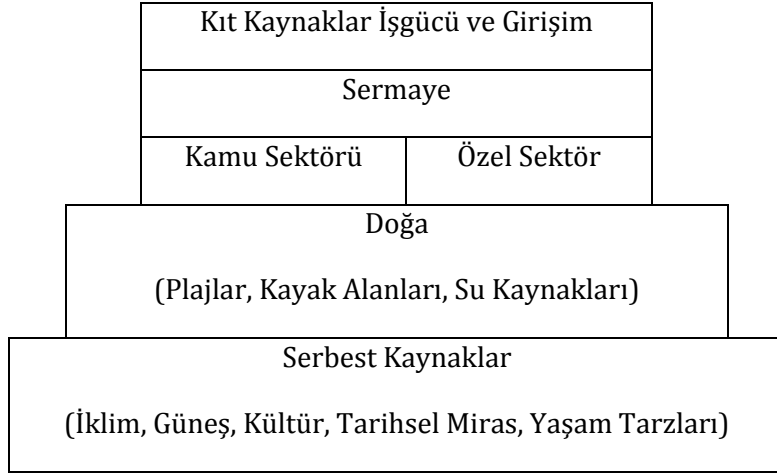 Kıt Kaynaklar İşgücü ve Girişim
Sermaye
Kamu Sektörü
Özel Sektör
Doğa
(Plajlar, Kayak Alanları, Su Kaynakları)
Serbest Kaynaklar
(İklim, Güneş, Kültür, Tarihsel Miras, Yaşam Tarzları)